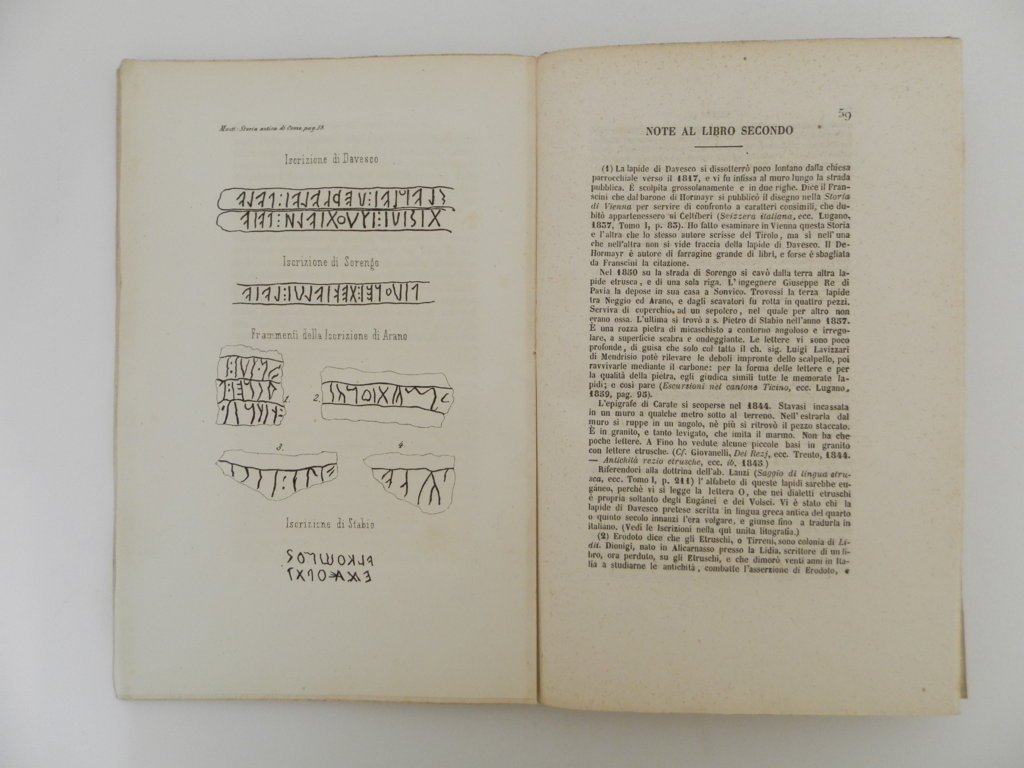 Monti: Storia antica di Como, pag. 58.
Iscrizione di Davesco
Iscrizione di Sorengo
Frammenti della Iscrizione di Arano
1.
2.
3
4
Iscrizione di Stabio
59
NOTE AL LIBRO SECONDO
(1) La lapide di Davesco si dissotterrò poco lontano dalla chiesa
parrocchiale verso il 1817, e vi fu infissa al muro lungo la strada
pubblica. È scolpita grossolanamente e in due righe. Dice il Fran-
scini che dal barone di Hormayr si pubblicò il disegno nella Storia
di Vienna per servire di confronto a caratteri consimili, che du-
bitò appartenessero ai Celtiberi (Svizzera italiana, ecc. Lugano,
1837, Tomo I, p. 85). Ho fatto esaminare in Vienna questa Storia
e l'altra che lo stesso autore scrisse del Tirolo, ma sì nell'una
che nell'altra non si vide traccia della lapide di Davesco. Il De-
Hormayr è autore di farragine grande di libri, e forse è sbagliata
da Franscini la citazione.
Nel 1850 su la strada di Sorengo si cavò dalla terra altra la-
pide etrusca, e di una sola riga. L'ingegnere Giuseppe Re di
Pavia la depose in sua casa a Sonvico. Trovossi la terza lapide
tra Neggio ed Arano, e dagli scavatori fu rotta in quattro pezzi.
Serviva di coperchio, ad un sepolcro, nel quale per altro non
erano ossa. L'ultima si trovò a s. Pietro di Stabio nell'anno 1857.
È una rozza pietra di micaschisto a contorno angoloso e irrego-
lare, a superficie scabra e ondeggiante. Le lettere vi sono poco
profonde, di guisa che solo col tatto il ch. sig. Luigi Lavizzari
di Mendrisio potè rilevare le deboli impronte dello scalpello, poi
ravvivarle mediante il carbone: per la forma delle lettere e per
la qualità della pietra, egli giudica simili tutte le memorate la-
pidi; e così pare (Escursioni nel cantone Ticino, ecc. Lugano,
1859, pag. 95).
L'epigrafe di Carate si scoperse nel 1844. Stavasi incassata
in un muro a qualche metro sotto al terreno. Nell'estrarla dal
muro si ruppe in un angolo, nè più si ritrovò il pezzo staccato.
È in granito, e tanto levigato, che imita il marmo. Non ha che
poche lettere. A Fino ho vedute alcune piccole basi in granito
con lettere etrusche. (Cf. Giovanelli, Dei Rezj, ecc. Trento, 1844.
— Antichità rezio etrusche, ecc. ib. 1845.)
Riferendoci alla dottrina dell'ab. Lanzi (Saggio di lingua etru-
sca, ecc. Tomo I, p. 211) l'alfabeto di queste lapidi sarebbe eu-
gáneo, perchè vi si legge la lettera O, che nei dialetti etruschi
è propria soltanto degli Engánei e dei Volsci. Vi è stato chi la
lapide di Davesco pretese scritta in lingua greca antica del quarto
o quinto secolo innanzi l'era volgare, e giunse fino a tradurla in
italiano. (Vedi le Iscrizioni nella qui unita litografia.)
(2) Erodoto dice che gli Etruschi, o Tirreni, sono colonia di Li-
dii. Dionigi, nato in Alicarnasso presso la Lidia, scrittore di un li-
bro, ora perduto, su gli Etruschi, e che dimorò venti anni in Ita-
lia a studiarne le antichità, combatte l'asserzione di Erodoto, e